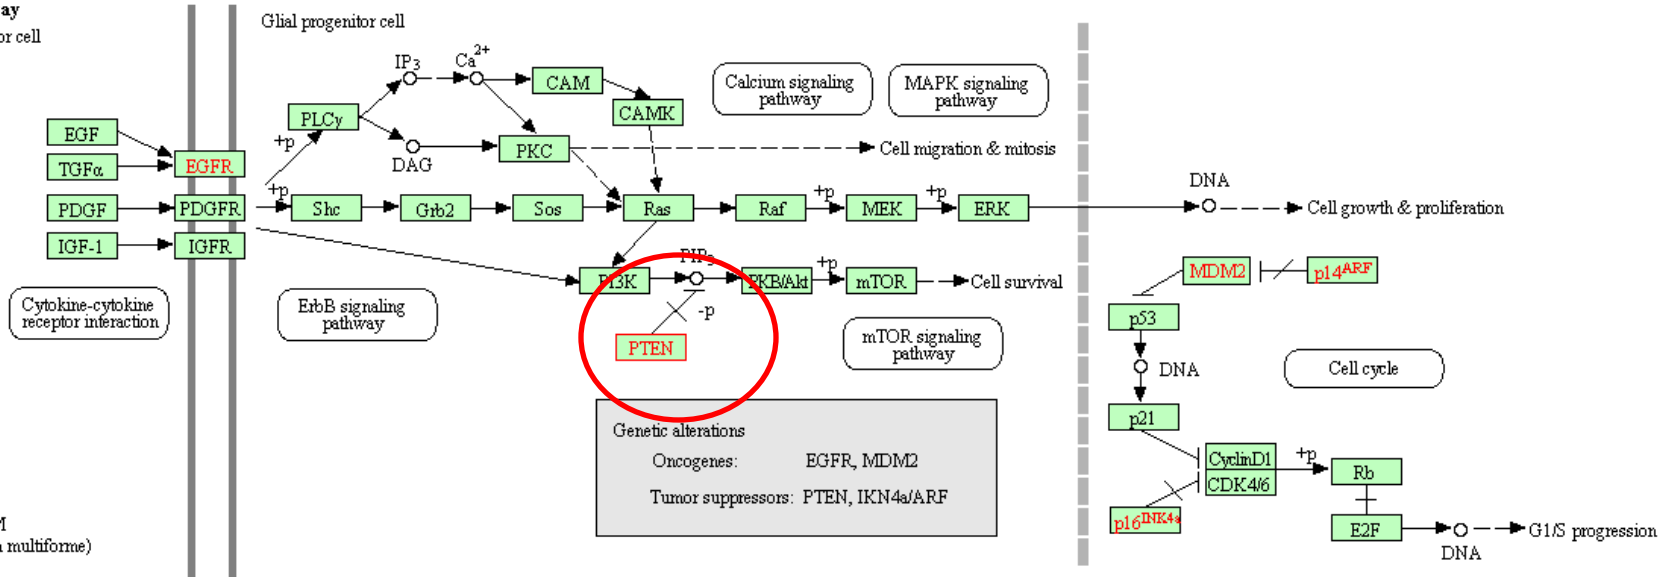 ay
or cell
Glial progenitor cell
IP3
Ca2+
CAM
CAMK
Calcium signaling
pathway
MAPK signaling
pathway
PLCγ
+p
DAG
PKC
Cell migration & mitosis
EGF
TGFα
EGFR
PDGF
PDGFR
IGF-1
IGFR
+p
Shc
Grb2
Sos
Ras
Raf
+p
MEK
+p
ERK
DNA
Cell growth & proliferation
PI3K
PIP3
PKB/Akt
+p
mTOR
Cell survival
-p
PTEN
Cytokine-cytokine
receptor interaction
ErbB signaling
pathway
mTOR signaling
pathway
MDM2
p14ARF
p53
DNA
p21
Cell cycle
CyclinD1
CDK4/6
+p
Rb
p16INK4a
E2F
DNA
G1/S progression
Genetic alterations
Oncogenes: EGFR, MDM2
Tumor suppressors: PTEN, IKN4a/ARF
M
multiforme)